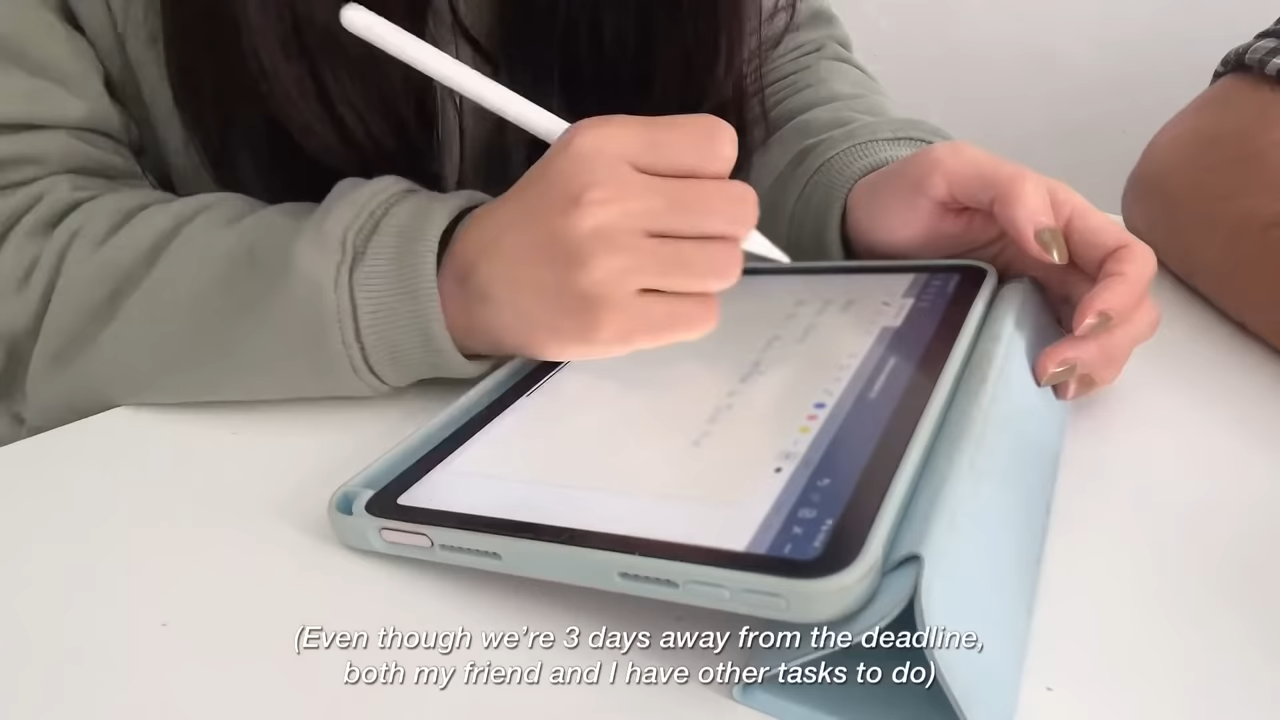 (Even though we're 3 days away from the deadline,
both my friend and I have other tasks to do)